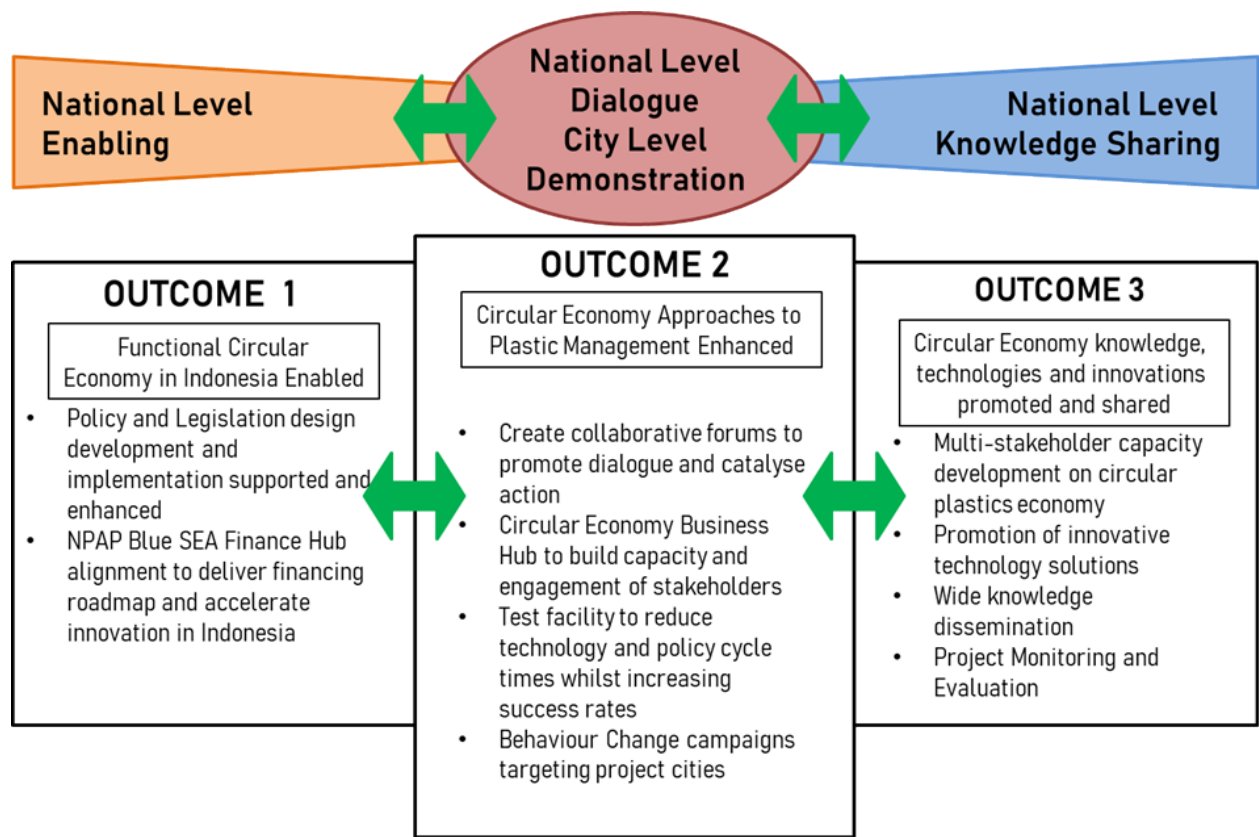 National Level
Enabling
National Level
Dialogue
City Level
Demonstration
National Level
Knowledge Sharing
OUTCOME 1
Functional Circular
Economy in Indonesia Enabled
• Policy and Legislation design
development and
implementation supported and
enhanced
• NPAP Blue SEA Finance Hub
alignment to deliver financing
roadmap and accelerate
innovation in Indonesia
OUTCOME 2
Circular Economy Approaches to
Plastic Management Enhanced
• Create collaborative forums to
promote dialogue and catalyse
action
• Circular Economy Business
Hub to build capacity and
engagement of stakeholders
• Test facility to reduce
technology and policy cycle
times whilst increasing
success rates
• Behaviour Change campaigns
targeting project cities
OUTCOME 3
Circular Economy knowledge,
technologies and innovations
promoted and shared
• Multi-stakeholder capacity
development on circular
plastics economy
• Promotion of innovative
technology solutions
• Wide knowledge
dissemination
• Project Monitoring and
Evaluation